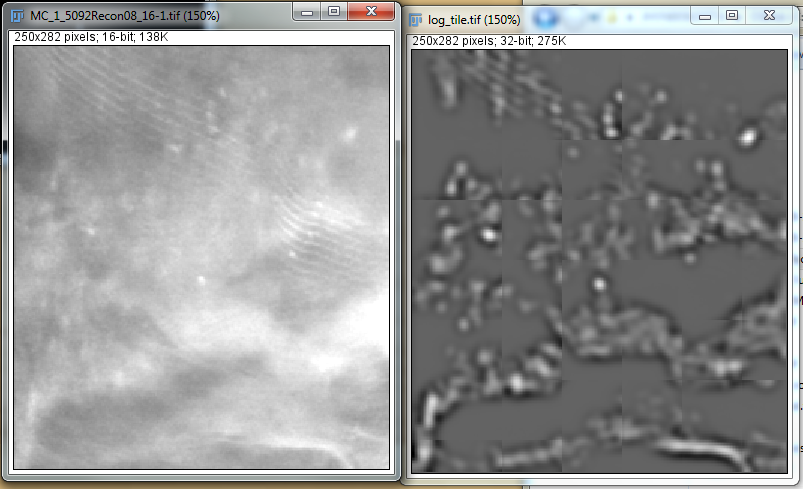 MC_1_5092Recon08_16-1.tif (150%)
250x282 pixels; 16-bit; 138K
log_tile.tif (150%)
250x282 pixels; 32-bit; 275K